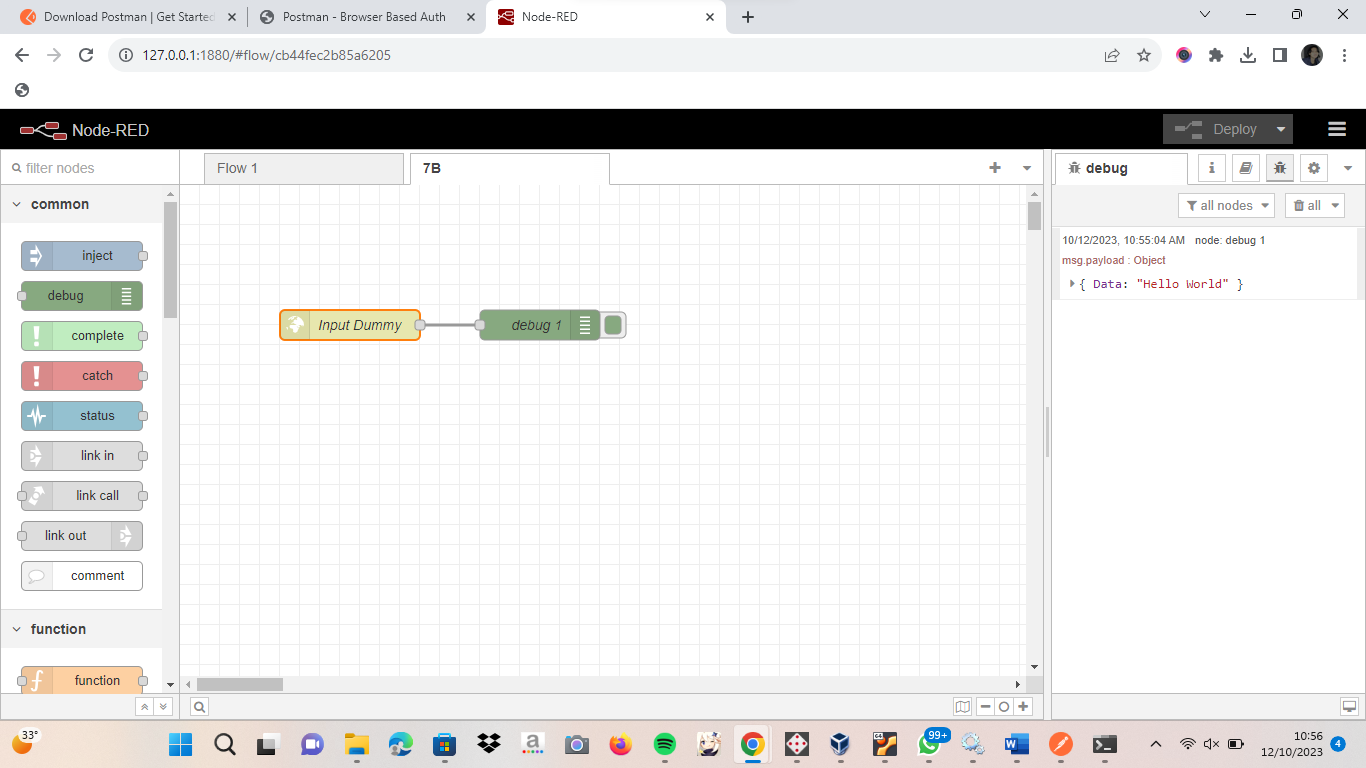 Download Postman | Get Started
Postman - Browser Based Auth
Node-RED
127.0.0.1:1880/#flow/cb44fec2b85a6205
Node-RED
Deploy
filter nodes
Flow 1
7B
debug
i
common
all nodes
all
inject
10/12/2023, 10:55:04 AM node: debug 1
msg.payload : Object
{ Data: "Hello World" }
debug
Input Dummy
debug 1
complete
catch
status
link in
link call
link out
comment
function
function
33°
99+
10:56
12/10/2023
4